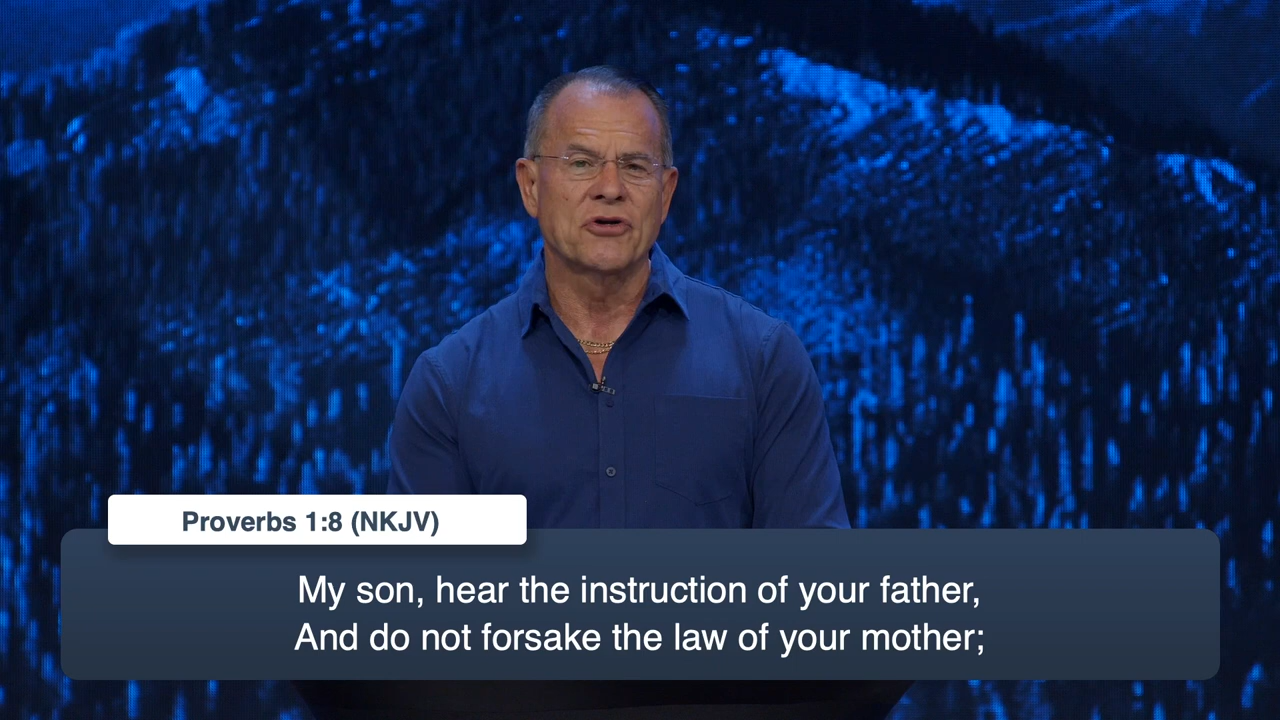 Proverbs 1:8 (NKJV)
My son, hear the instruction of your father,
And do not forsake the law of your mother;